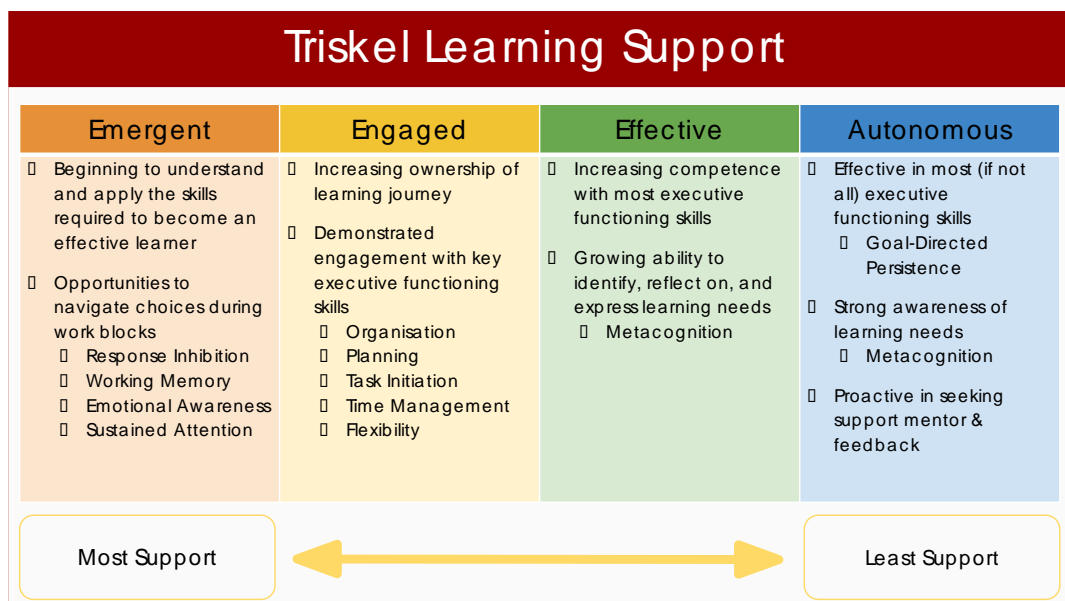 Triskel Learning Support
Emergent
▯ Beginning to understand
and apply the skills
required to become an
effective learner
▯ Opportunities to
navigate choices during
work blocks
▯ Response Inhibition
▯ Working Memory
▯ Emotional Awareness
▯ Sustained Attention
Engaged
▯ Increasing ownership of
learning journey
▯ Demonstrated
engagement with key
executive functioning
skills
▯ Organisation
▯ Planning
▯ Task Initiation
▯ Time Management
▯ Flexibility
Effective
▯ Increasing competence
with most executive
functioning skills
▯ Growing ability to
identify, reflect on, and
express learning needs
▯ Metacognition
Autonomous
▯ Effective in most (if not
all) executive
functioning skills
▯ Goal-Directed
Persistence
▯ Strong awareness of
learning needs
▯ Metacognition
▯ Proactive in seeking
support mentor &
feedback
Most Support
Least Support